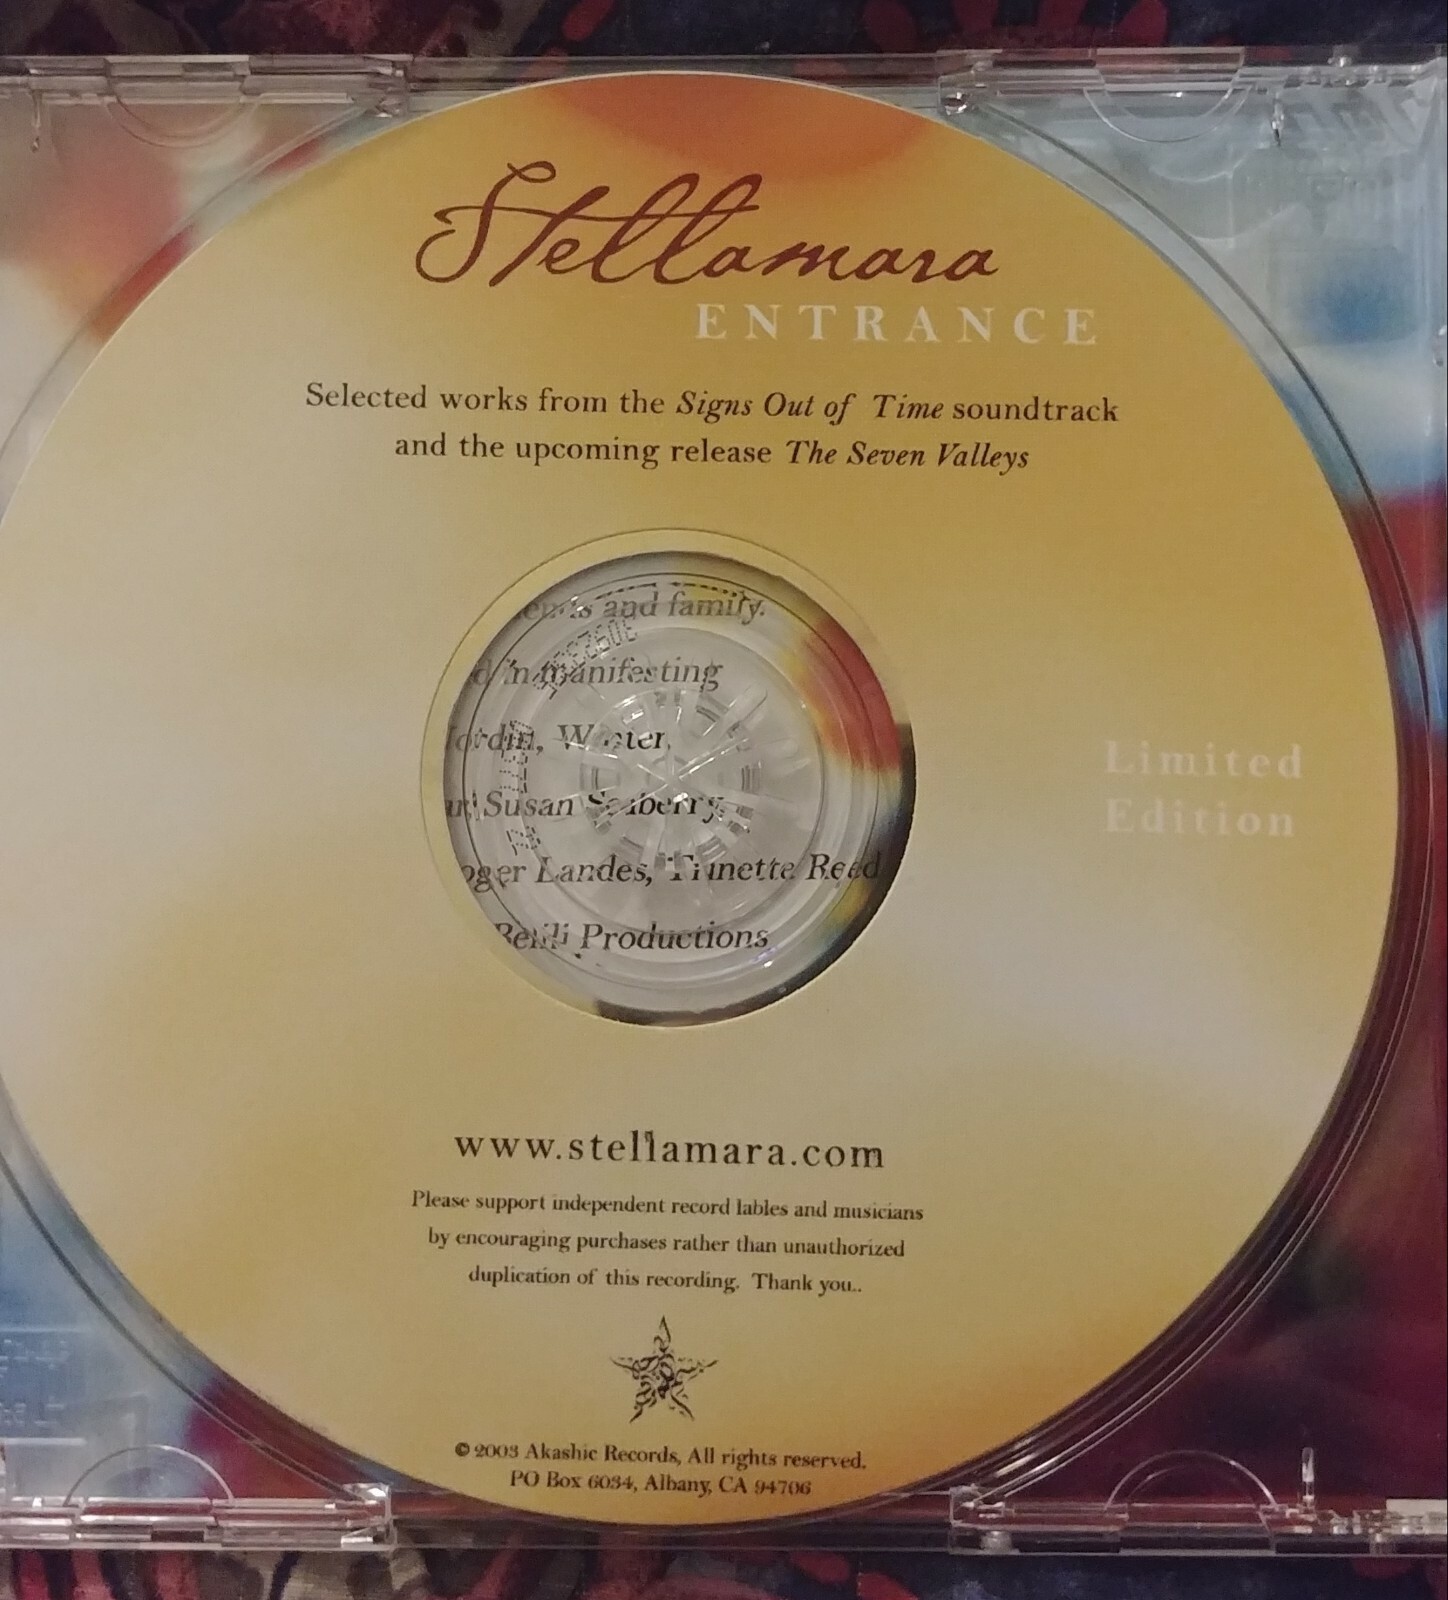 Stellamara
ENTRANCE
Selected works from the Signs Out of Time soundtrack
and the upcoming release The Seven Valleys
and family.
in manifesting
Susan
Landes, Reed
Productions
Limited
Edition
www.stellamara.com
Please support independent record lables and musicians
by encouraging purchases rather than unauthorized
duplication of this recording. Thank you..
© 2003 Akashic Records, All rights reserved.
PO Box 6034, Albany, CA 94706